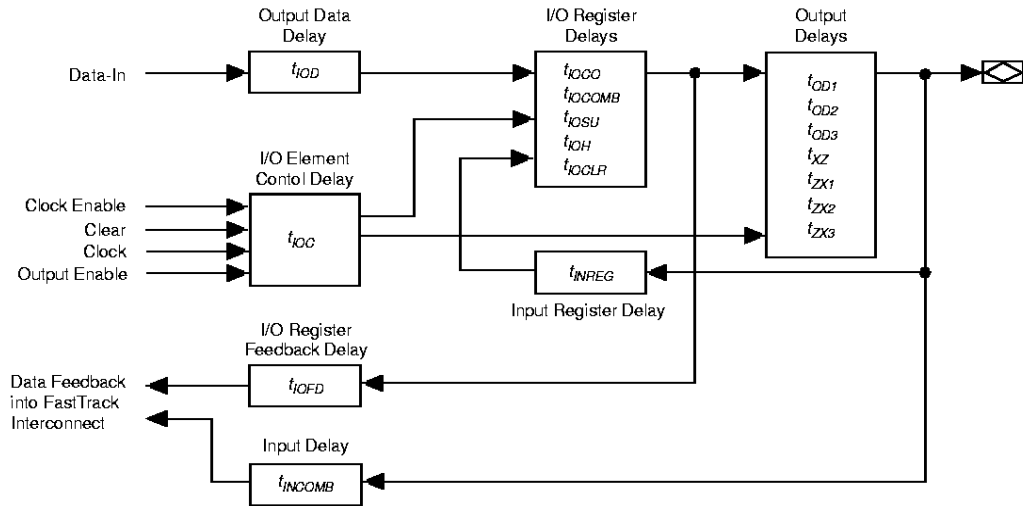 Output Data
Delay
I/O Register
Delays
Output
Delays
Data-In
tIOD
tIOCO
tIOCOMB
tIOSU
tIOH
tIOCLR
tOD1
tOD2
tOD3
tXZ
tZX1
tZX2
tZX3
I/O Element
Contol Delay
Clock Enable
Clear
Clock
Output Enable
tIOC
tINREG
Input Register Delay
I/O Register
Feedback Delay
tIOFD
Data Feedback
into FastTrack
Interconnect
Input Delay
tINCOMB